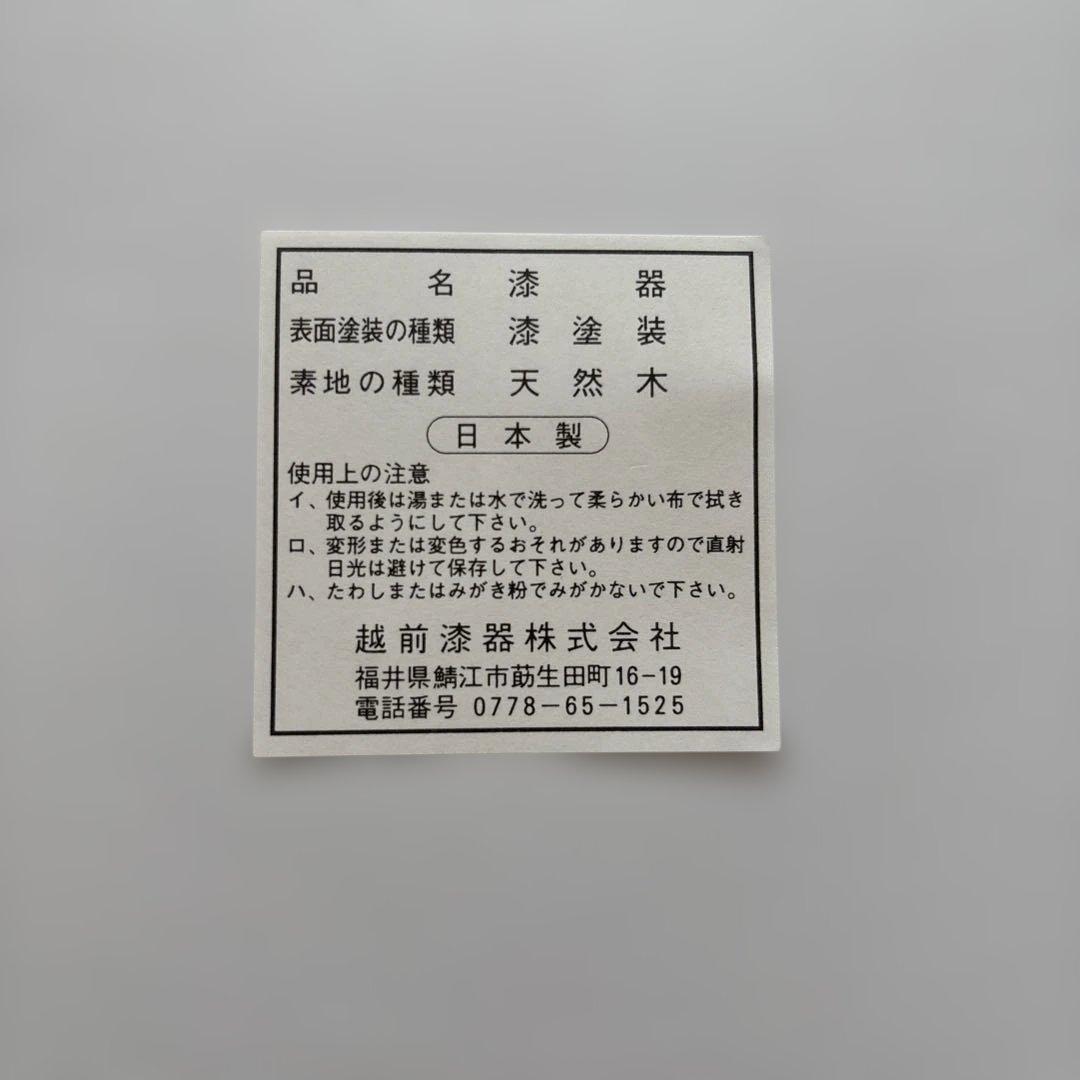 品名 漆器
表面塗装の種類 漆塗装
素地の種類 天然木
日本製
使用上の注意
イ、使用後は湯または水で洗って柔らかい布で拭き
取るようにして下さい。
ロ、変形または変色するおそれがありますので直射
日光は避けて保存して下さい。
ハ、たわしまたはみがき粉でみがかないで下さい。
越前漆器株式会社
福井県鯖江市莇生田町16-19
電話番号 0778-65-1525